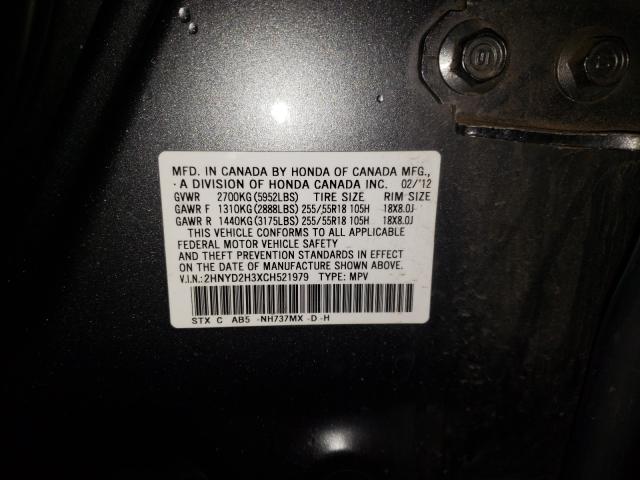 MFD. IN CANADA BY HONDA OF CANADA MFG.,
A DIVISION OF HONDA CANADA INC. 02/'12
GVWR 2700KG(5952LBS) TIRE SIZE RIM SIZE
GAWR F 1310KG(2888LBS) 255/55R18 105H 18X8.0J
GAWR R 1440KG(3175LBS) 255/55R18 105H 18X8.0J
THIS VEHICLE CONFORMS TO ALL APPLICABLE
FEDERAL MOTOR VEHICLE SAFETY
AND THEFT PREVENTION STANDARDS IN EFFECT
ON THE DATE OF MANUFACTURE SHOWN ABOVE.
V.I.N.:2HNYD2H3XCH521979 TYPE: MPV
STX C AB5 -NH737MX -D -H